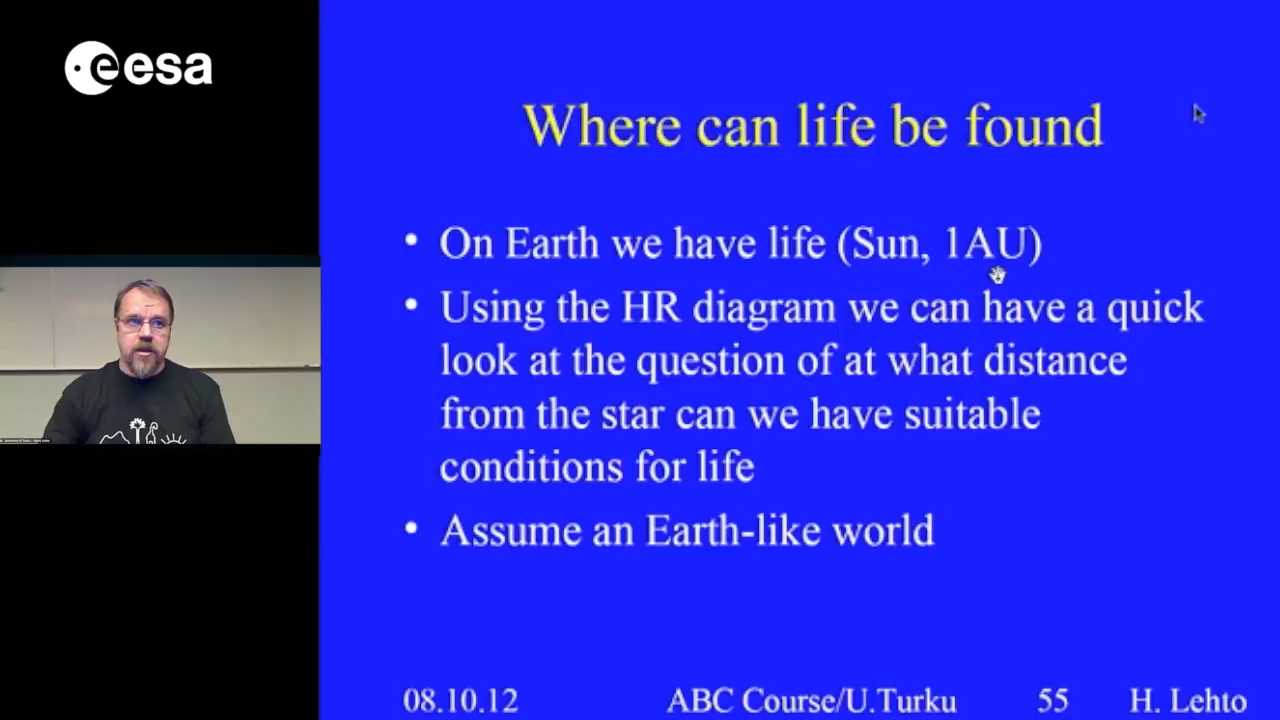 esa
Where can life be found
• On Earth we have life (Sun, 1AU)
• Using the HR diagram we can have a quick
look at the question of at what distance
from the star can we have suitable
conditions for life
• Assume an Earth-like world
08.10.12 ABC Course/U.Turku 55 H. Lehto